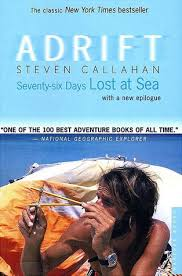 The classic New York Times bestseller
ADRIFT
STEVEN CALLAHAN
Seventy-six Days Lost at Sea
with a new epilogue
"ONE OF THE 100 BEST ADVENTURE BOOKS OF ALL TIME."
— NATIONAL GEOGRAPHIC EXPLORER